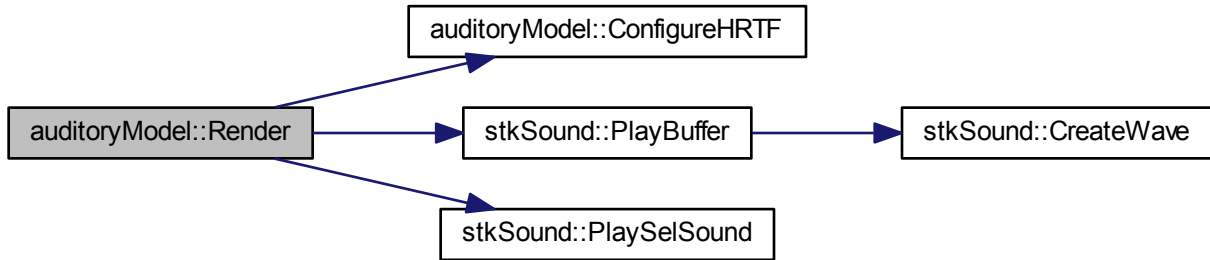 auditoryModel::ConfigureHRTF
auditoryModel::Render
stkSound::PlayBuffer
stkSound::CreateWave
stkSound::PlaySelSound